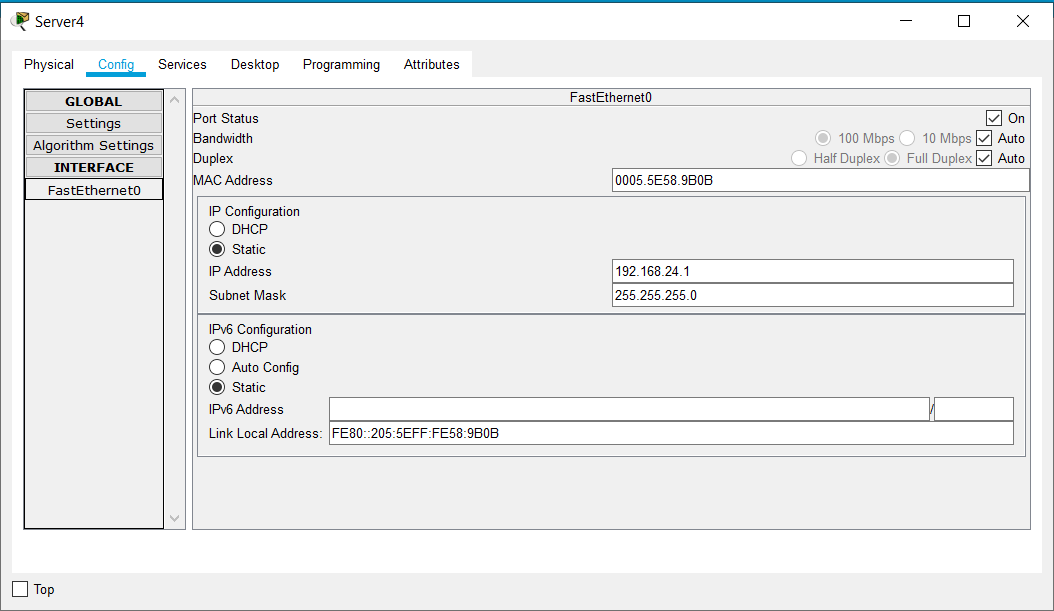 Server4
Physical Config Services Desktop Programming Attributes
GLOBAL
Settings
Algorithm Settings
INTERFACE
FastEthernet0
FastEthernet0
Port Status On
Bandwidth 100 Mbps 10 Mbps Auto
Duplex Half Duplex Full Duplex Auto
MAC Address 0005.5E58.9B0B
IP Configuration
DHCP
Static
IP Address 192.168.24.1
Subnet Mask 255.255.255.0
IPv6 Configuration
DHCP
Auto Config
Static
IPv6 Address /
Link Local Address: FE80::205:5EFF:FE58:9B0B
Top